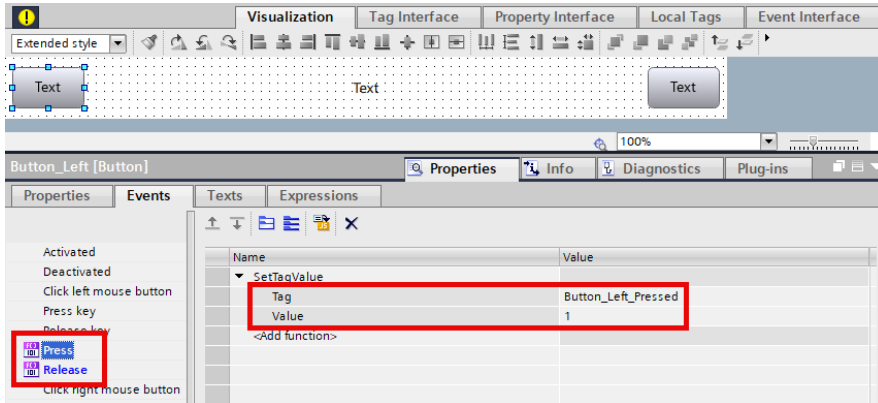 Visualization Tag Interface Property Interface Local Tags Event Interface
Extended style
Text Text Text
100%
Button_Left [Button] Properties Info Diagnostics Plug-ins
Properties Events Texts Expressions
Name Value
Activated
SetTagValue
Deactivated
Tag Button_Left_Pressed
Click left mouse button
Value 1
Press key
<Add function>
Release key
Press
Release
Click right mouse button